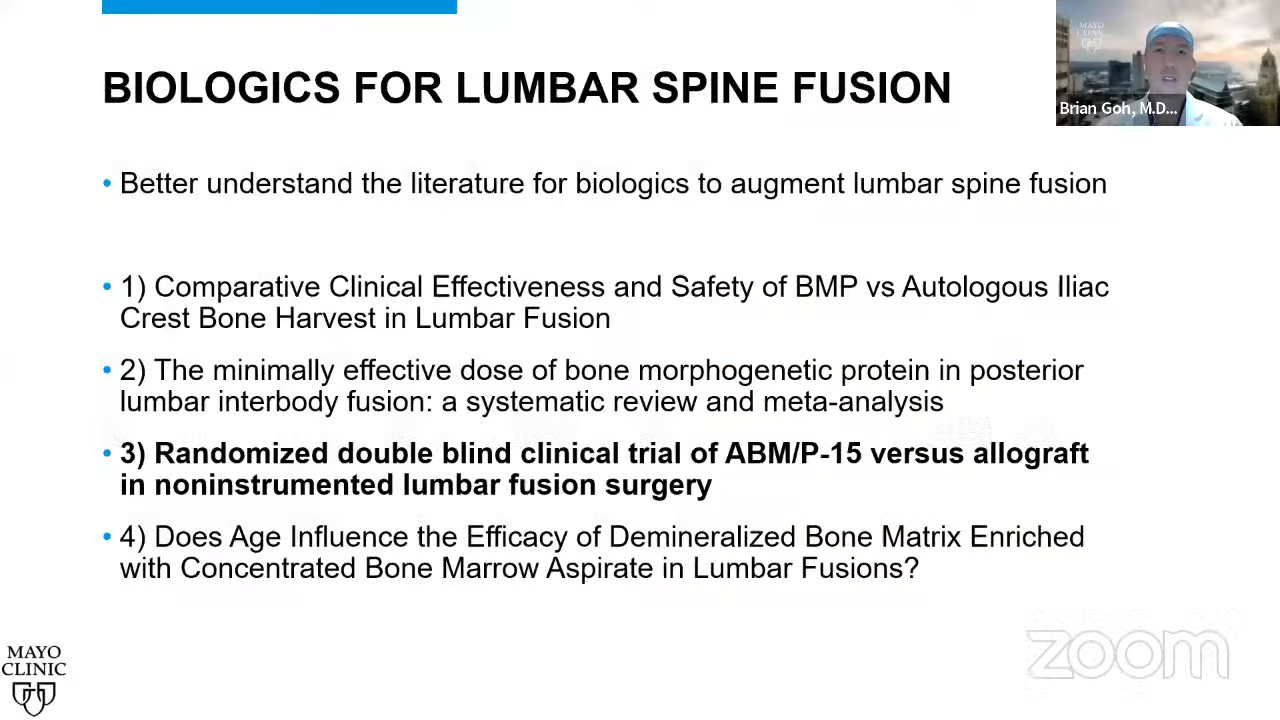 BIOLOGICS FOR LUMBAR SPINE FUSION
MAYO
CLINIC
Brian Goh, M.D...
• Better understand the literature for biologics to augment lumbar spine fusion
• 1) Comparative Clinical Effectiveness and Safety of BMP vs Autologous Iliac
Crest Bone Harvest in Lumbar Fusion
• 2) The minimally effective dose of bone morphogenetic protein in posterior
lumbar interbody fusion: a systematic review and meta-analysis
• 3) Randomized double blind clinical trial of ABM/P-15 versus allograft
in noninstrumented lumbar fusion surgery
• 4) Does Age Influence the Efficacy of Demineralized Bone Matrix Enriched
with Concentrated Bone Marrow Aspirate in Lumbar Fusions?
MAYO
CLINIC
zoom